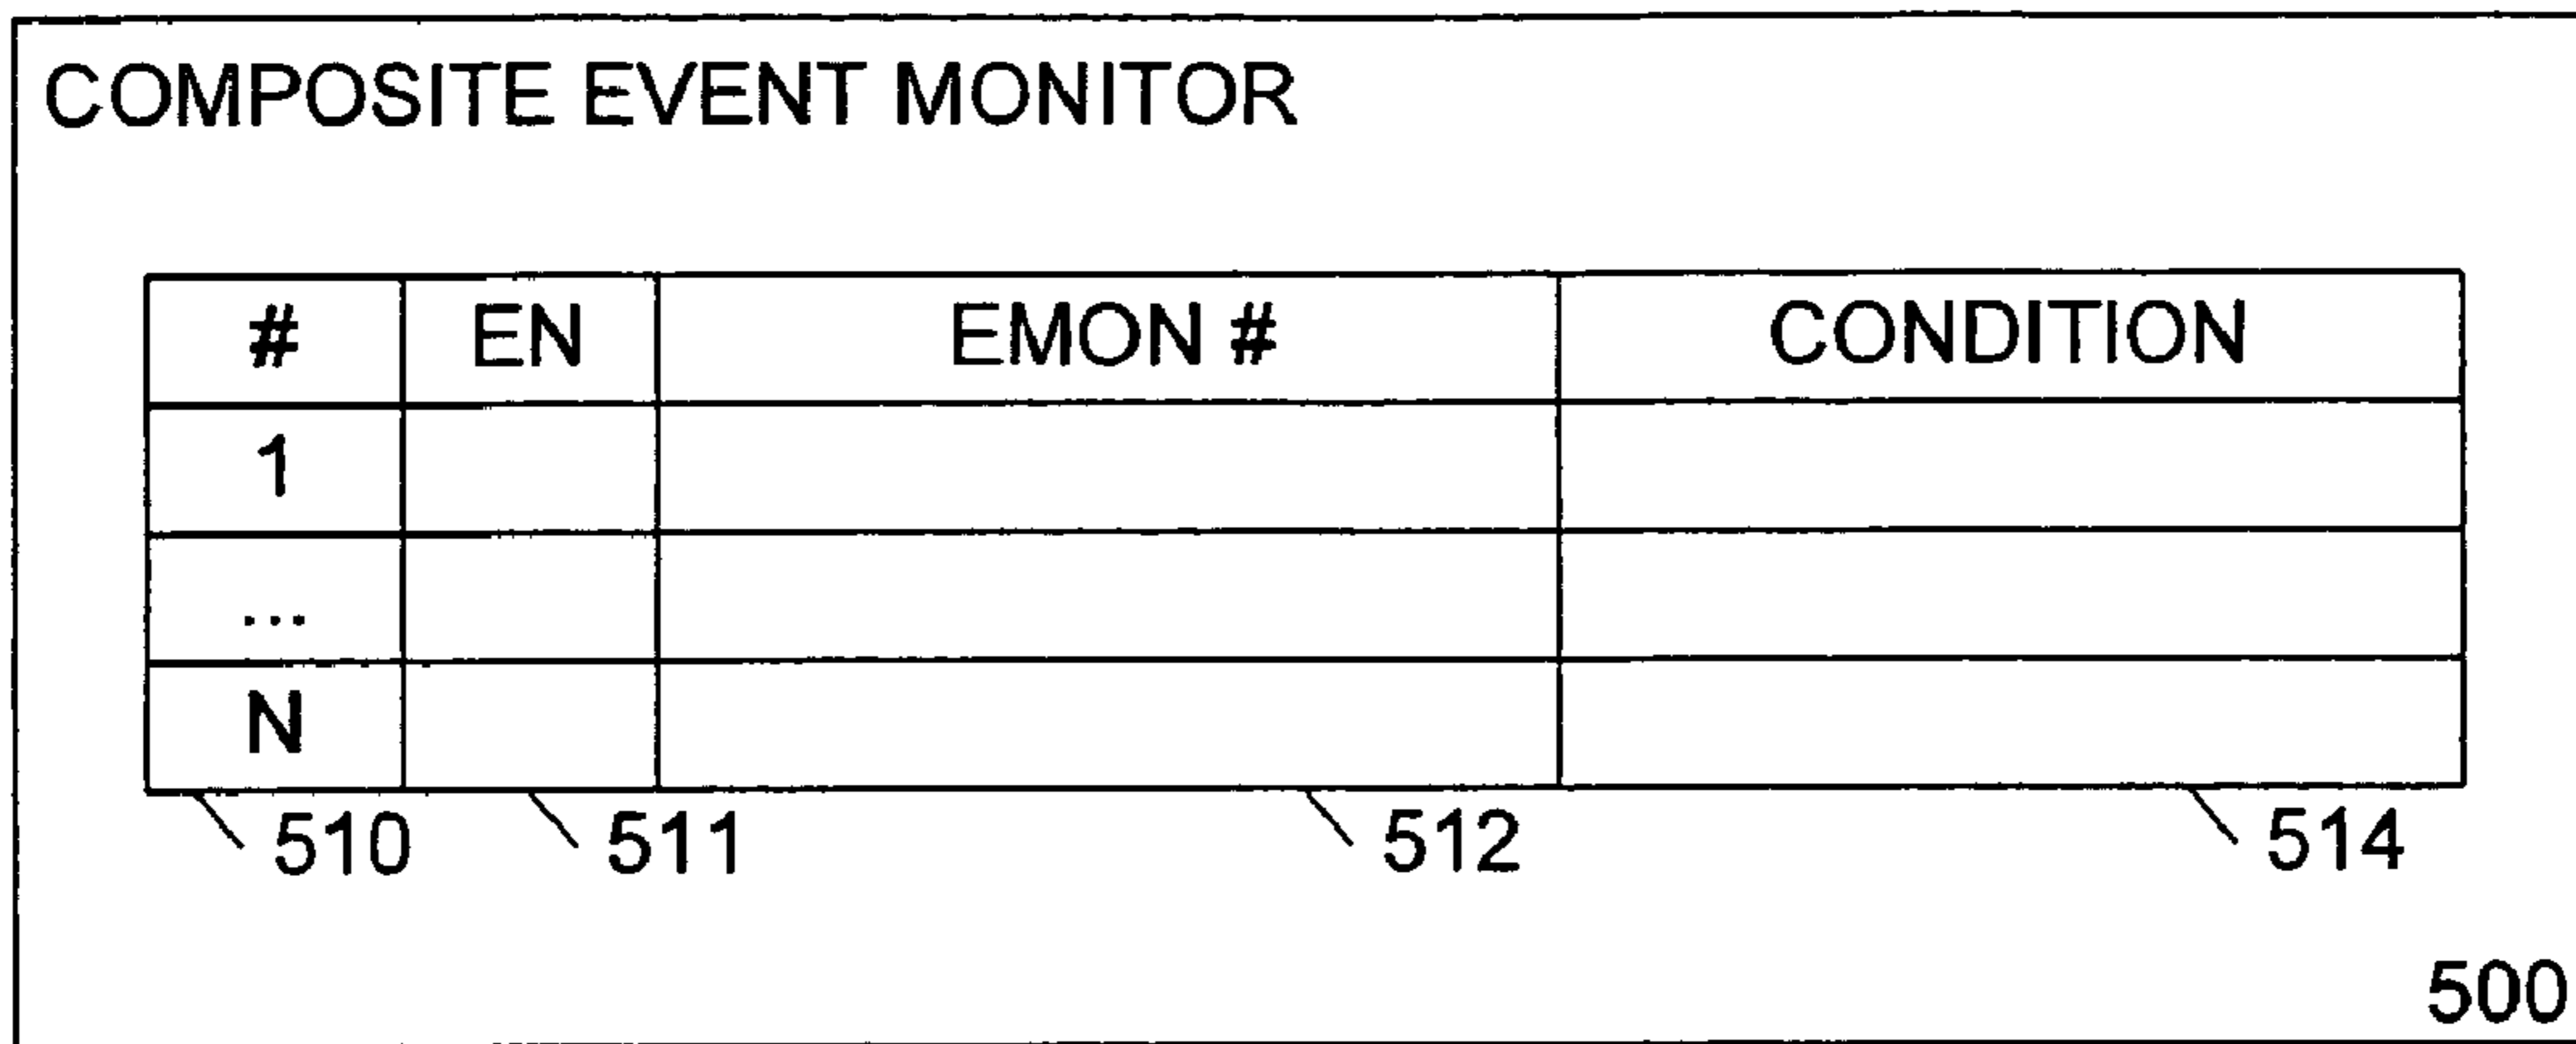 COMPOSITE EVENT MONITOR
# EN EMON # CONDITION
1
...
N
510 511 512 514
500